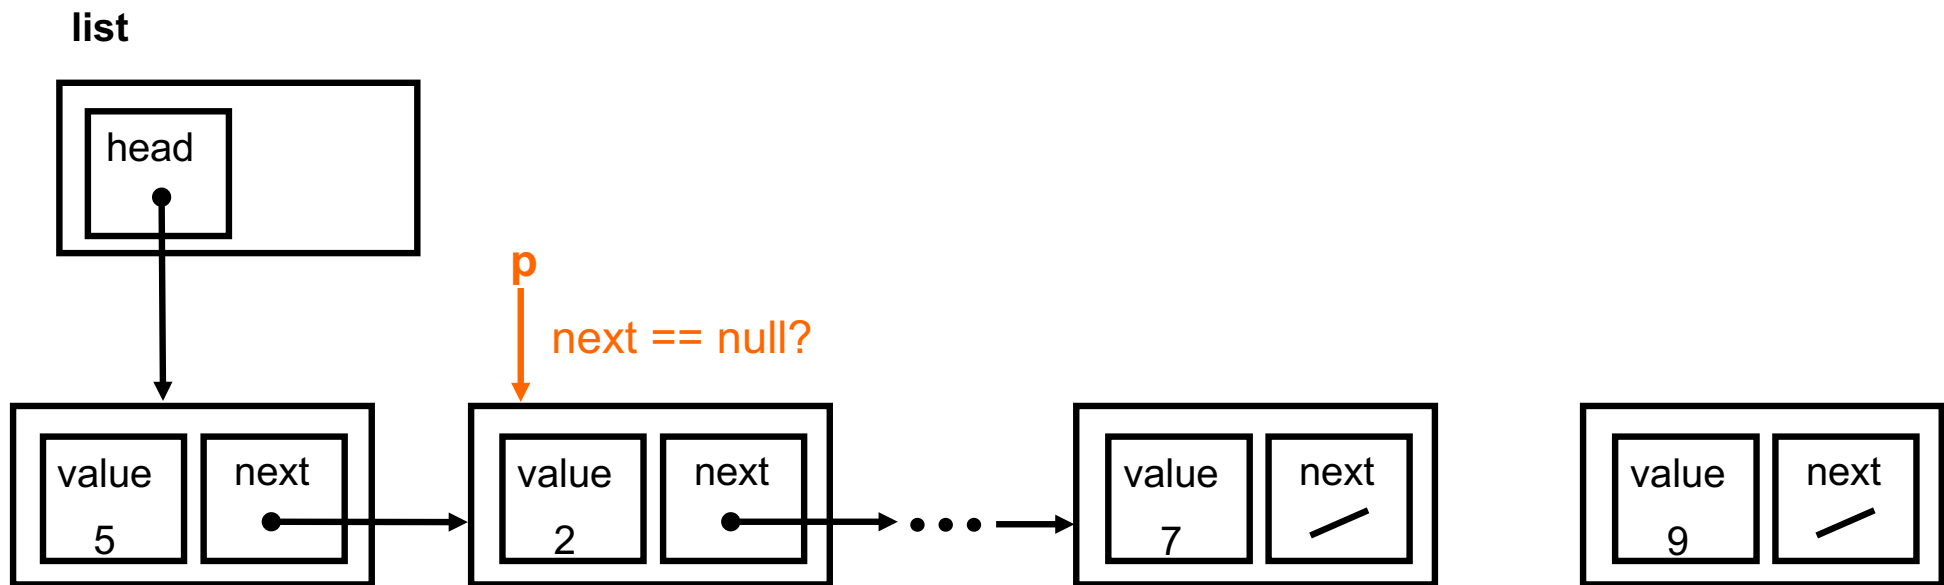 list
head
p
next == null?
value next
5
value next
2
value next
7
value next
9